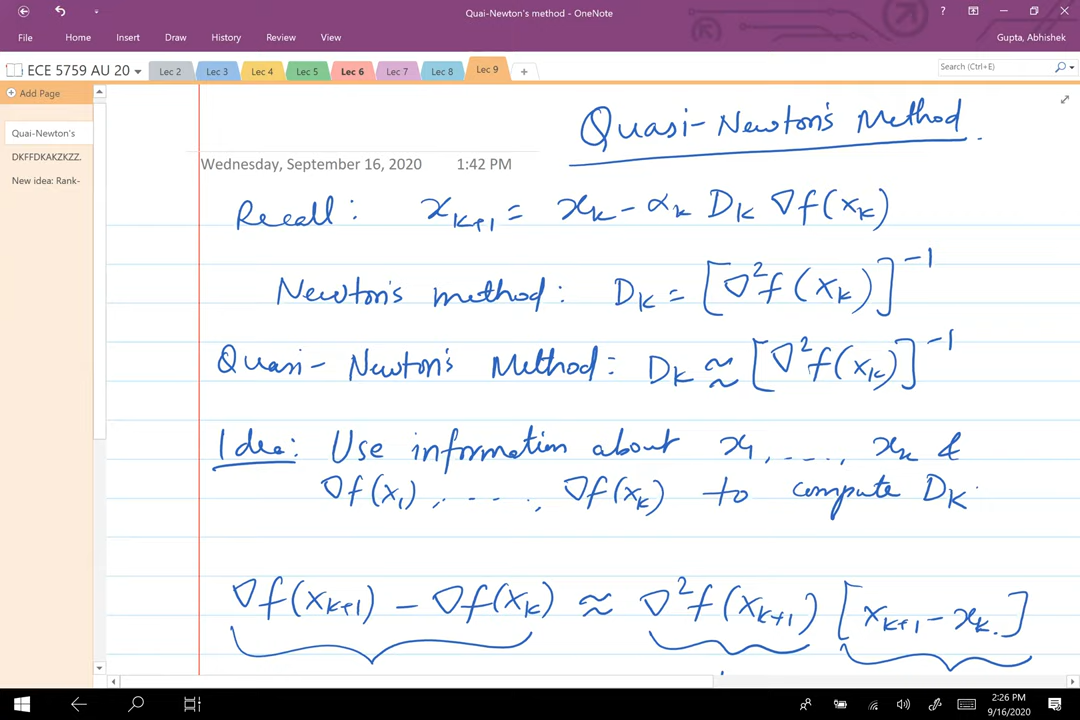 Quai-Newton's method - OneNote
?
File Home Insert Draw History Review View Gupta, Abhishek
ECE 5759 AU 20 Lec 2 Lec 3 Lec 4 Lec 5 Lec 6 Lec 7 Lec 8 Lec 9 + Search (Ctrl+E)
Add Page
Quai-Newton's
DKFFDKAKZKZZ.
New idea: Rank-
Quasi-Newton's Method.
Wednesday, September 16, 2020 1:42 PM
Recall: x_{k+1} = x_k - α_k D_k ∇f(x_k)
Newton's method: D_k = [∇²f(x_k)]^{-1}
Quasi-Newton's Method: D_k ≈ [∇²f(x_k)]^{-1}
Idea: Use information about x_1, ...., x_k &
∇f(x_1), ...., ∇f(x_k) to compute D_k.
∇f(x_{k+1}) - ∇f(x_k) ≈ ∇²f(x_{k+1}) [x_{k+1} - x_k.]
2:26 PM
9/16/2020